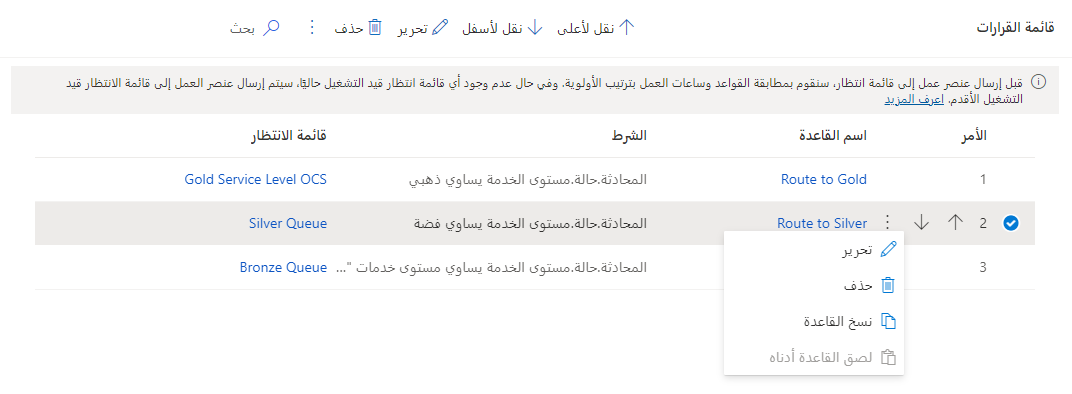 قائمة القرارات
نقل لأعلى نقل لأسفل تحرير حذف بحث
قبل إرسال عنصر عمل إلى قائمة انتظار، سنقوم بمطابقة القواعد وساعات العمل بترتيب الأولوية. وفي حال عدم وجود أي قائمة انتظار قيد التشغيل حاليًا، سيتم إرسال عنصر العمل إلى قائمة الانتظار قيد
التشغيل الأقدم. اعرف المزيد
الأمر اسم القاعدة الشرط قائمة الانتظار
1 Route to Gold المحادثة.حالة.مستوى الخدمة يساوي ذهبي Gold Service Level OCS
2 Route to Silver المحادثة.حالة.مستوى الخدمة يساوي فضة Silver Queue
3 المحادثة.حالة.مستوى الخدمة يساوي مستوى خدمات "... Bronze Queue
تحرير
حذف
نسخ القاعدة
لصق القاعدة أدناه